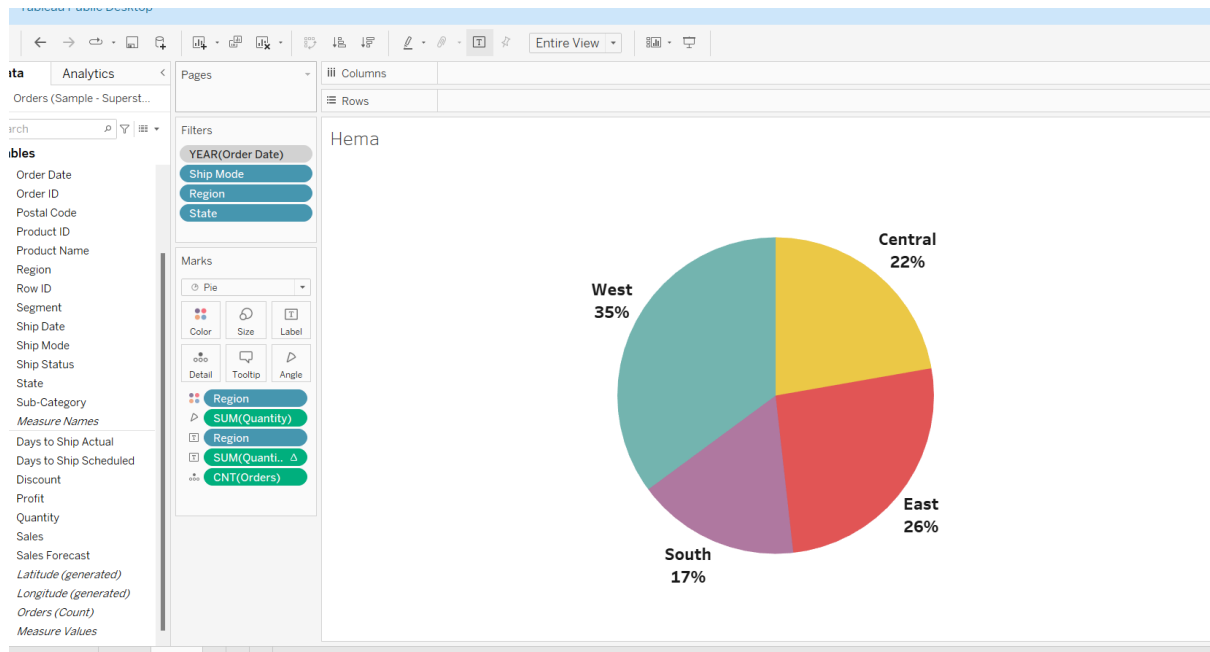 Tableau Public Desktop
Entire View
Analytics
Pages
Columns
Orders (Sample - Superst...
Rows
Filters
Hema
YEAR(Order Date)
Ship Mode
Region
State
Order Date
Order ID
Postal Code
Product ID
Product Name
Region
Row ID
Segment
Ship Date
Ship Mode
Ship Status
State
Sub-Category
Measure Names
Days to Ship Actual
Days to Ship Scheduled
Discount
Profit
Quantity
Sales
Sales Forecast
Latitude (generated)
Longitude (generated)
Orders (Count)
Measure Values
Marks
Pie
Color
Size
Label
Detail
Tooltip
Angle
Region
SUM(Quantity)
Region
SUM(Quanti..
CNT(Orders)
Central
22%
West
35%
East
26%
South
17%